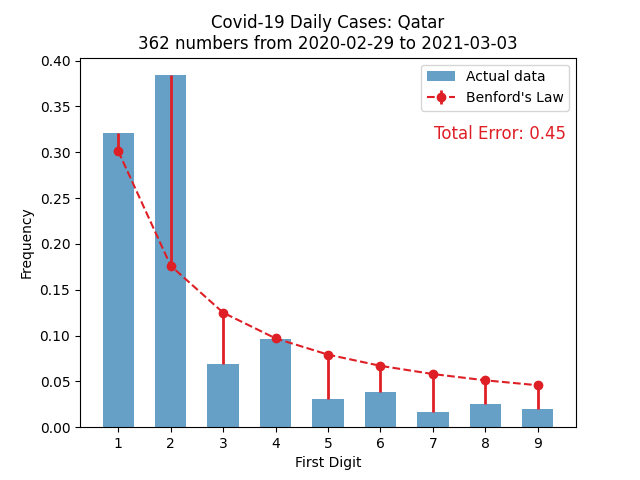 Covid-19 Daily Cases: Qatar
362 numbers from 2020-02-29 to 2021-03-03
Actual data
Benford's Law
Total Error: 0.45
Frequency
0.40
0.35
0.30
0.25
0.20
0.15
0.10
0.05
0.00
1 2 3 4 5 6 7 8 9
First Digit